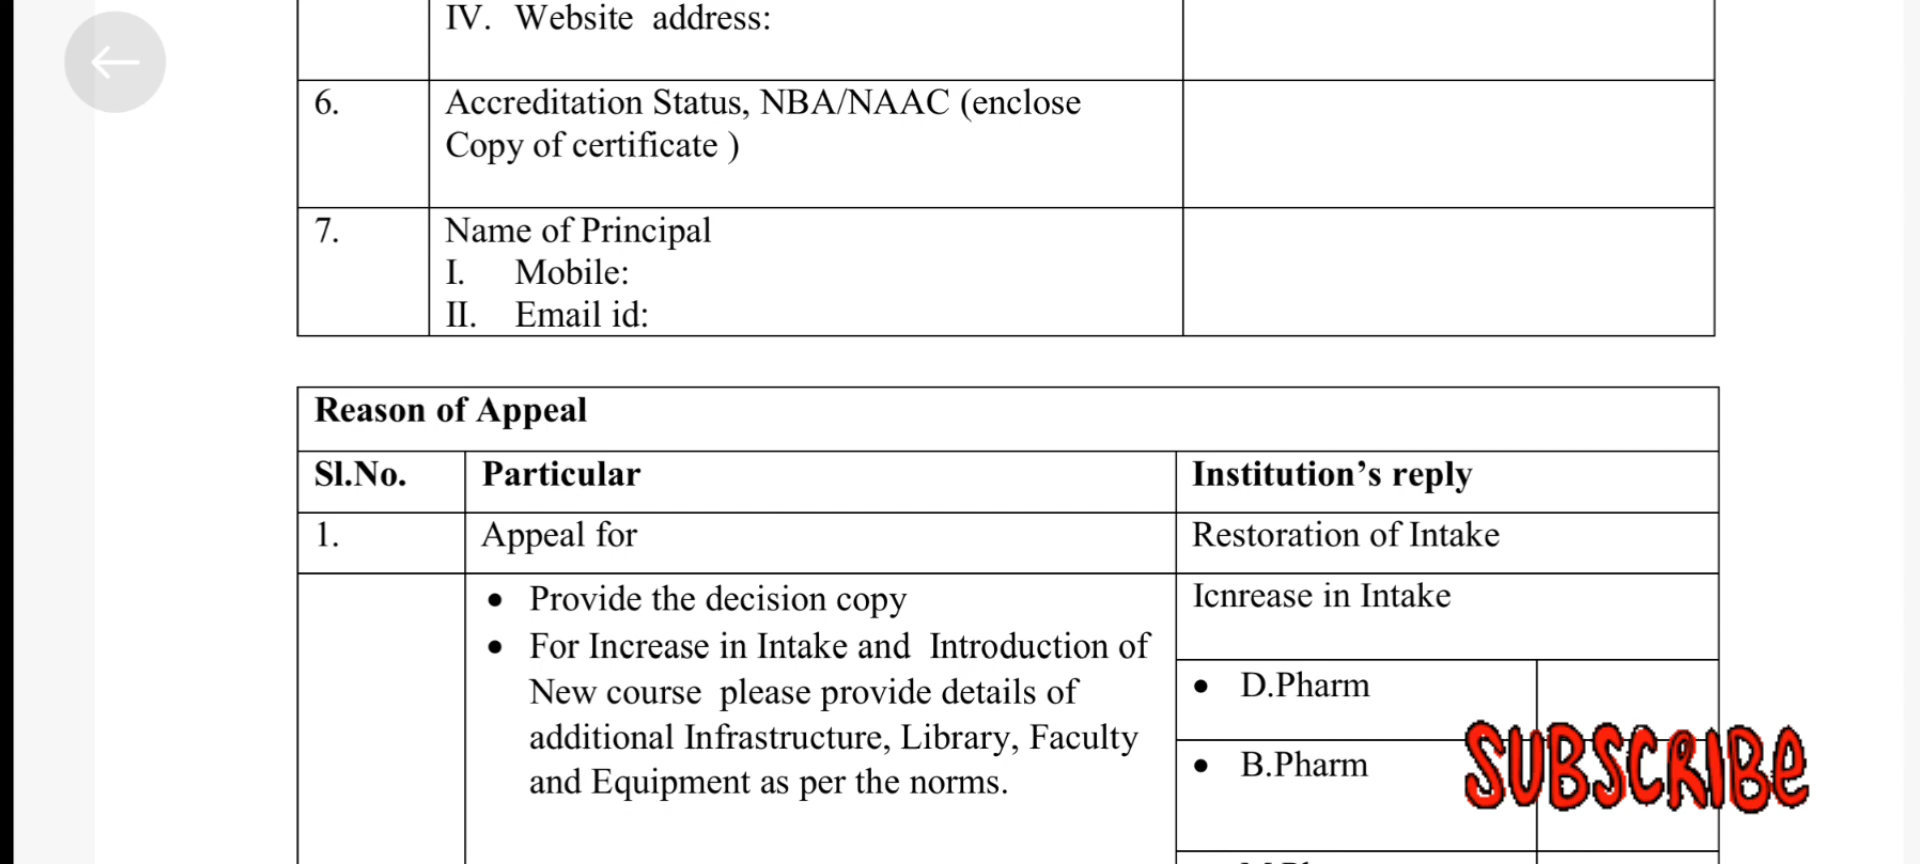 IV. Website address:
6.
Accreditation Status, NBA/NAAC (enclose
Copy of certificate )
7.
Name of Principal
I. Mobile:
II. Email id:
Reason of Appeal
Sl.No. Particular Institution’s reply
1. Appeal for Restoration of Intake
• Provide the decision copy
• For Increase in Intake and Introduction of
New course please provide details of
additional Infrastructure, Library, Faculty
and Equipment as per the norms.
Icnrease in Intake
• D.Pharm
• B.Pharm
SUBSCRIBE